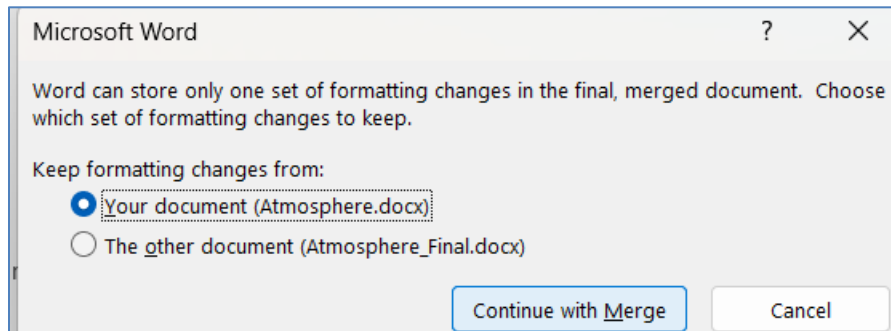 Microsoft Word ?
Word can store only one set of formatting changes in the final, merged document. Choose
which set of formatting changes to keep.
Keep formatting changes from:
Your document (Atmosphere.docx)
The other document (Atmosphere_Final.docx)
Continue with Merge Cancel